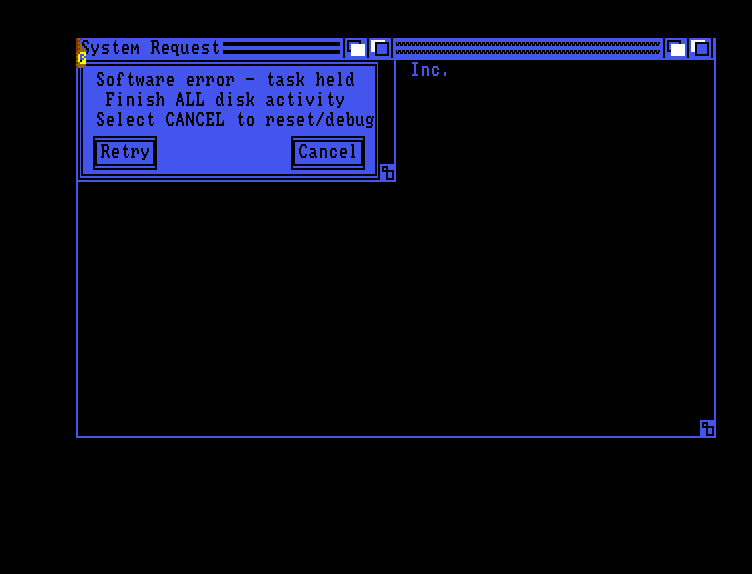 System Request
Inc.
Software error - task held
Finish ALL disk activity
Select CANCEL to reset/debug
Retry
Cancel